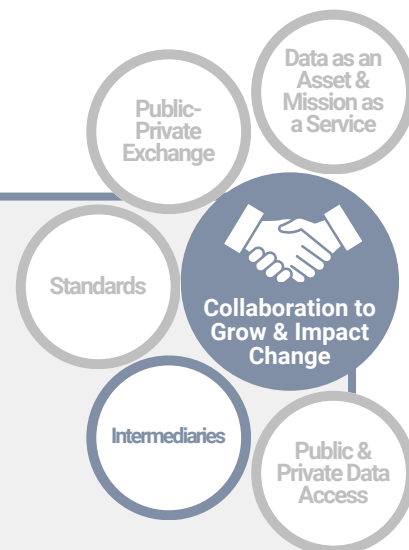 Data as an
Asset &
Mission as
a Service
Public-
Private
Exchange
Standards
Collaboration to
Grow & Impact
Change
Intermediaries
Public &
Private Data
Access